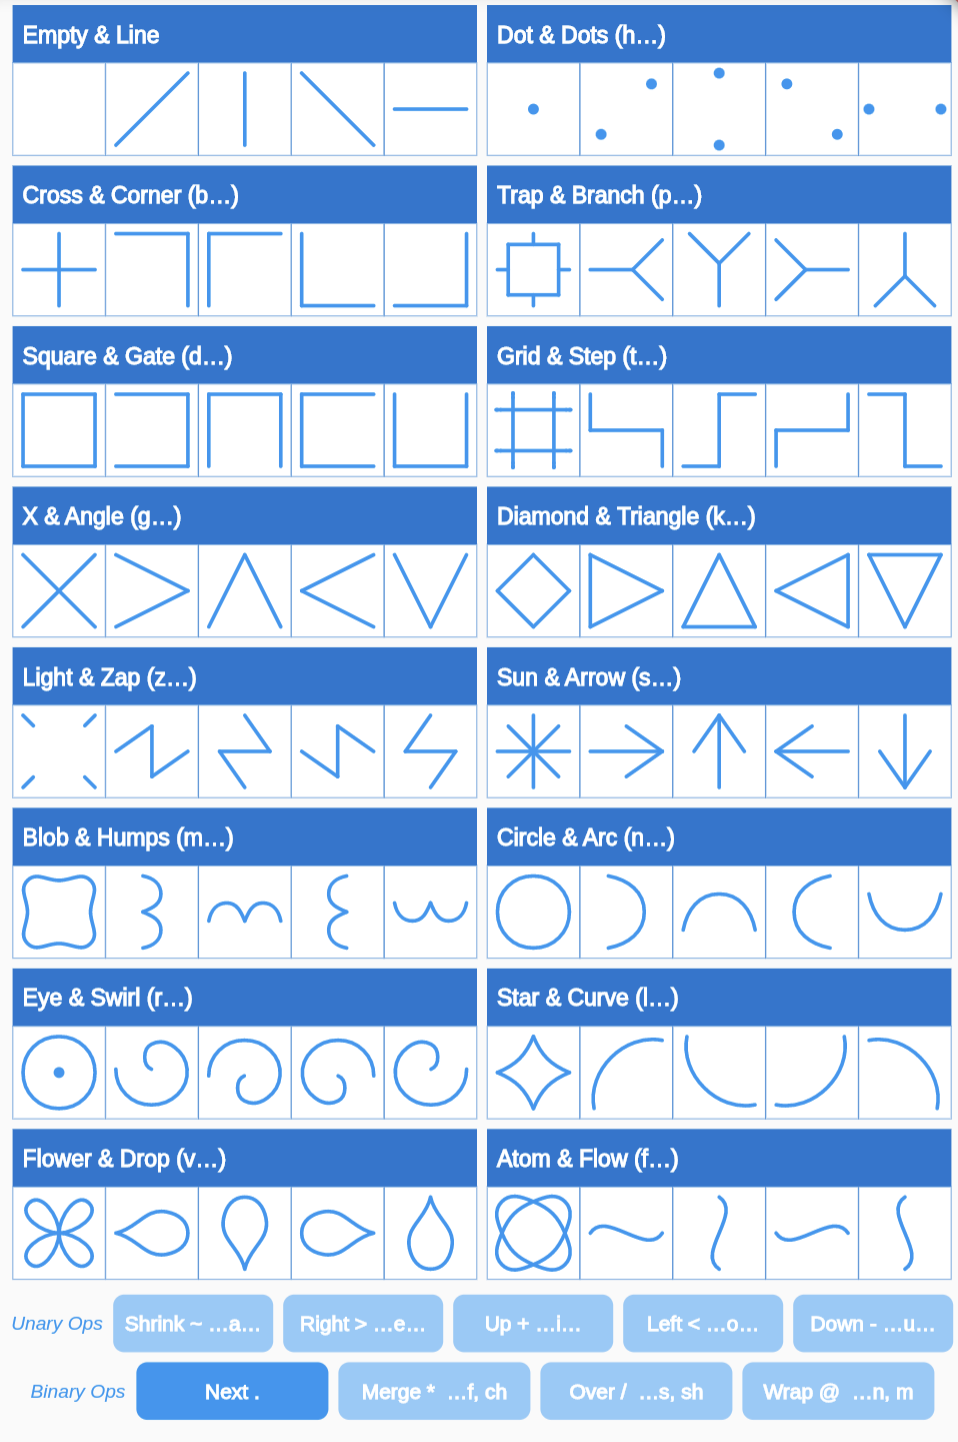 Empty & Line
Dot & Dots (h…)
Cross & Corner (b…)
Trap & Branch (p…)
Square & Gate (d…)
Grid & Step (t…)
X & Angle (g…)
Diamond & Triangle (k…)
Light & Zap (z…)
Sun & Arrow (s…)
Blob & Humps (m…)
Circle & Arc (n…)
Eye & Swirl (r…)
Star & Curve (l…)
Flower & Drop (v…)
Atom & Flow (f…)
Unary Ops
Shrink ~ …a…
Right > …e…
Up + …i…
Left < …o…
Down - …u…
Binary Ops
Next .
Merge * …f, ch
Over / …s, sh
Wrap @ …n, m